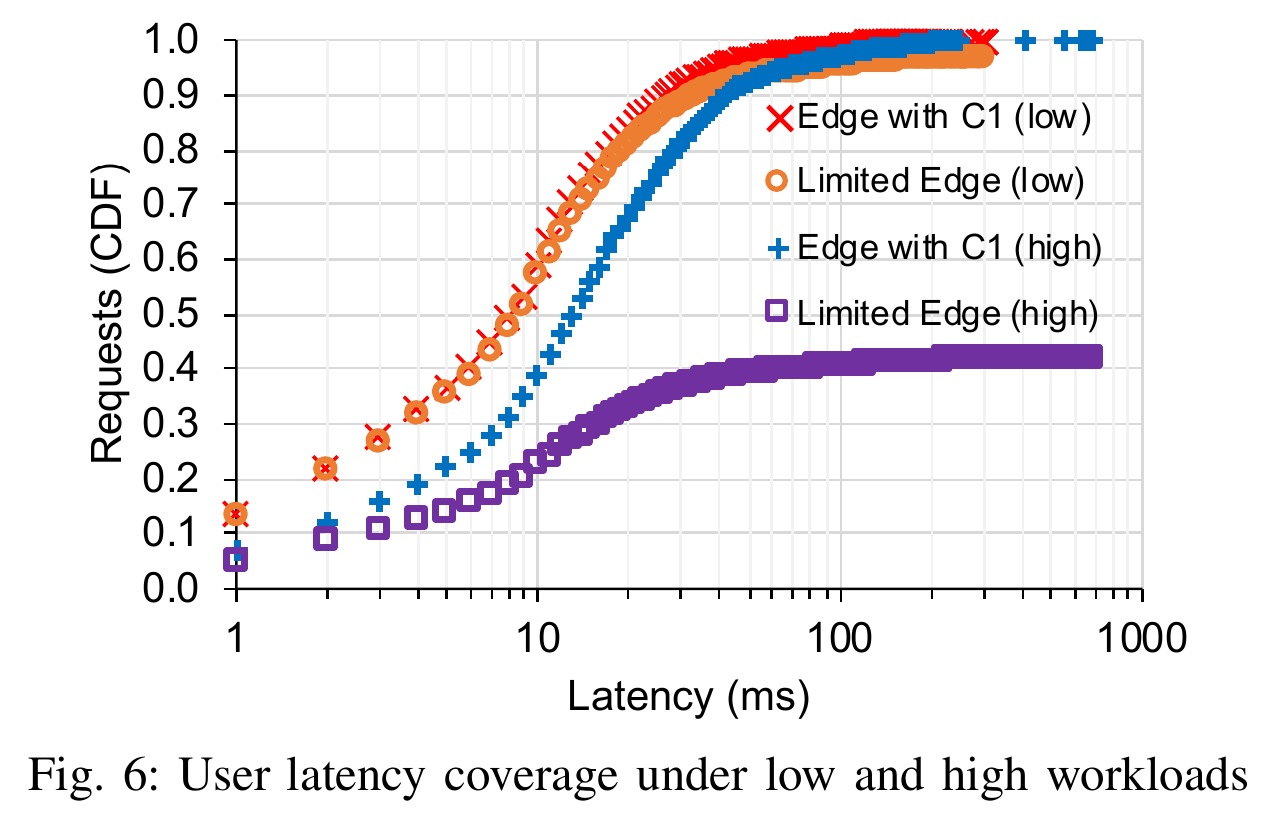 1.0
0.9
0.8
0.7
0.6
0.5
0.4
0.3
0.2
0.1
0.0
Requests (CDF)
Edge with C1 (low)
Limited Edge (low)
Edge with C1 (high)
Limited Edge (high)
1 10 100 1000
Latency (ms)
Fig. 6: User latency coverage under low and high workloads